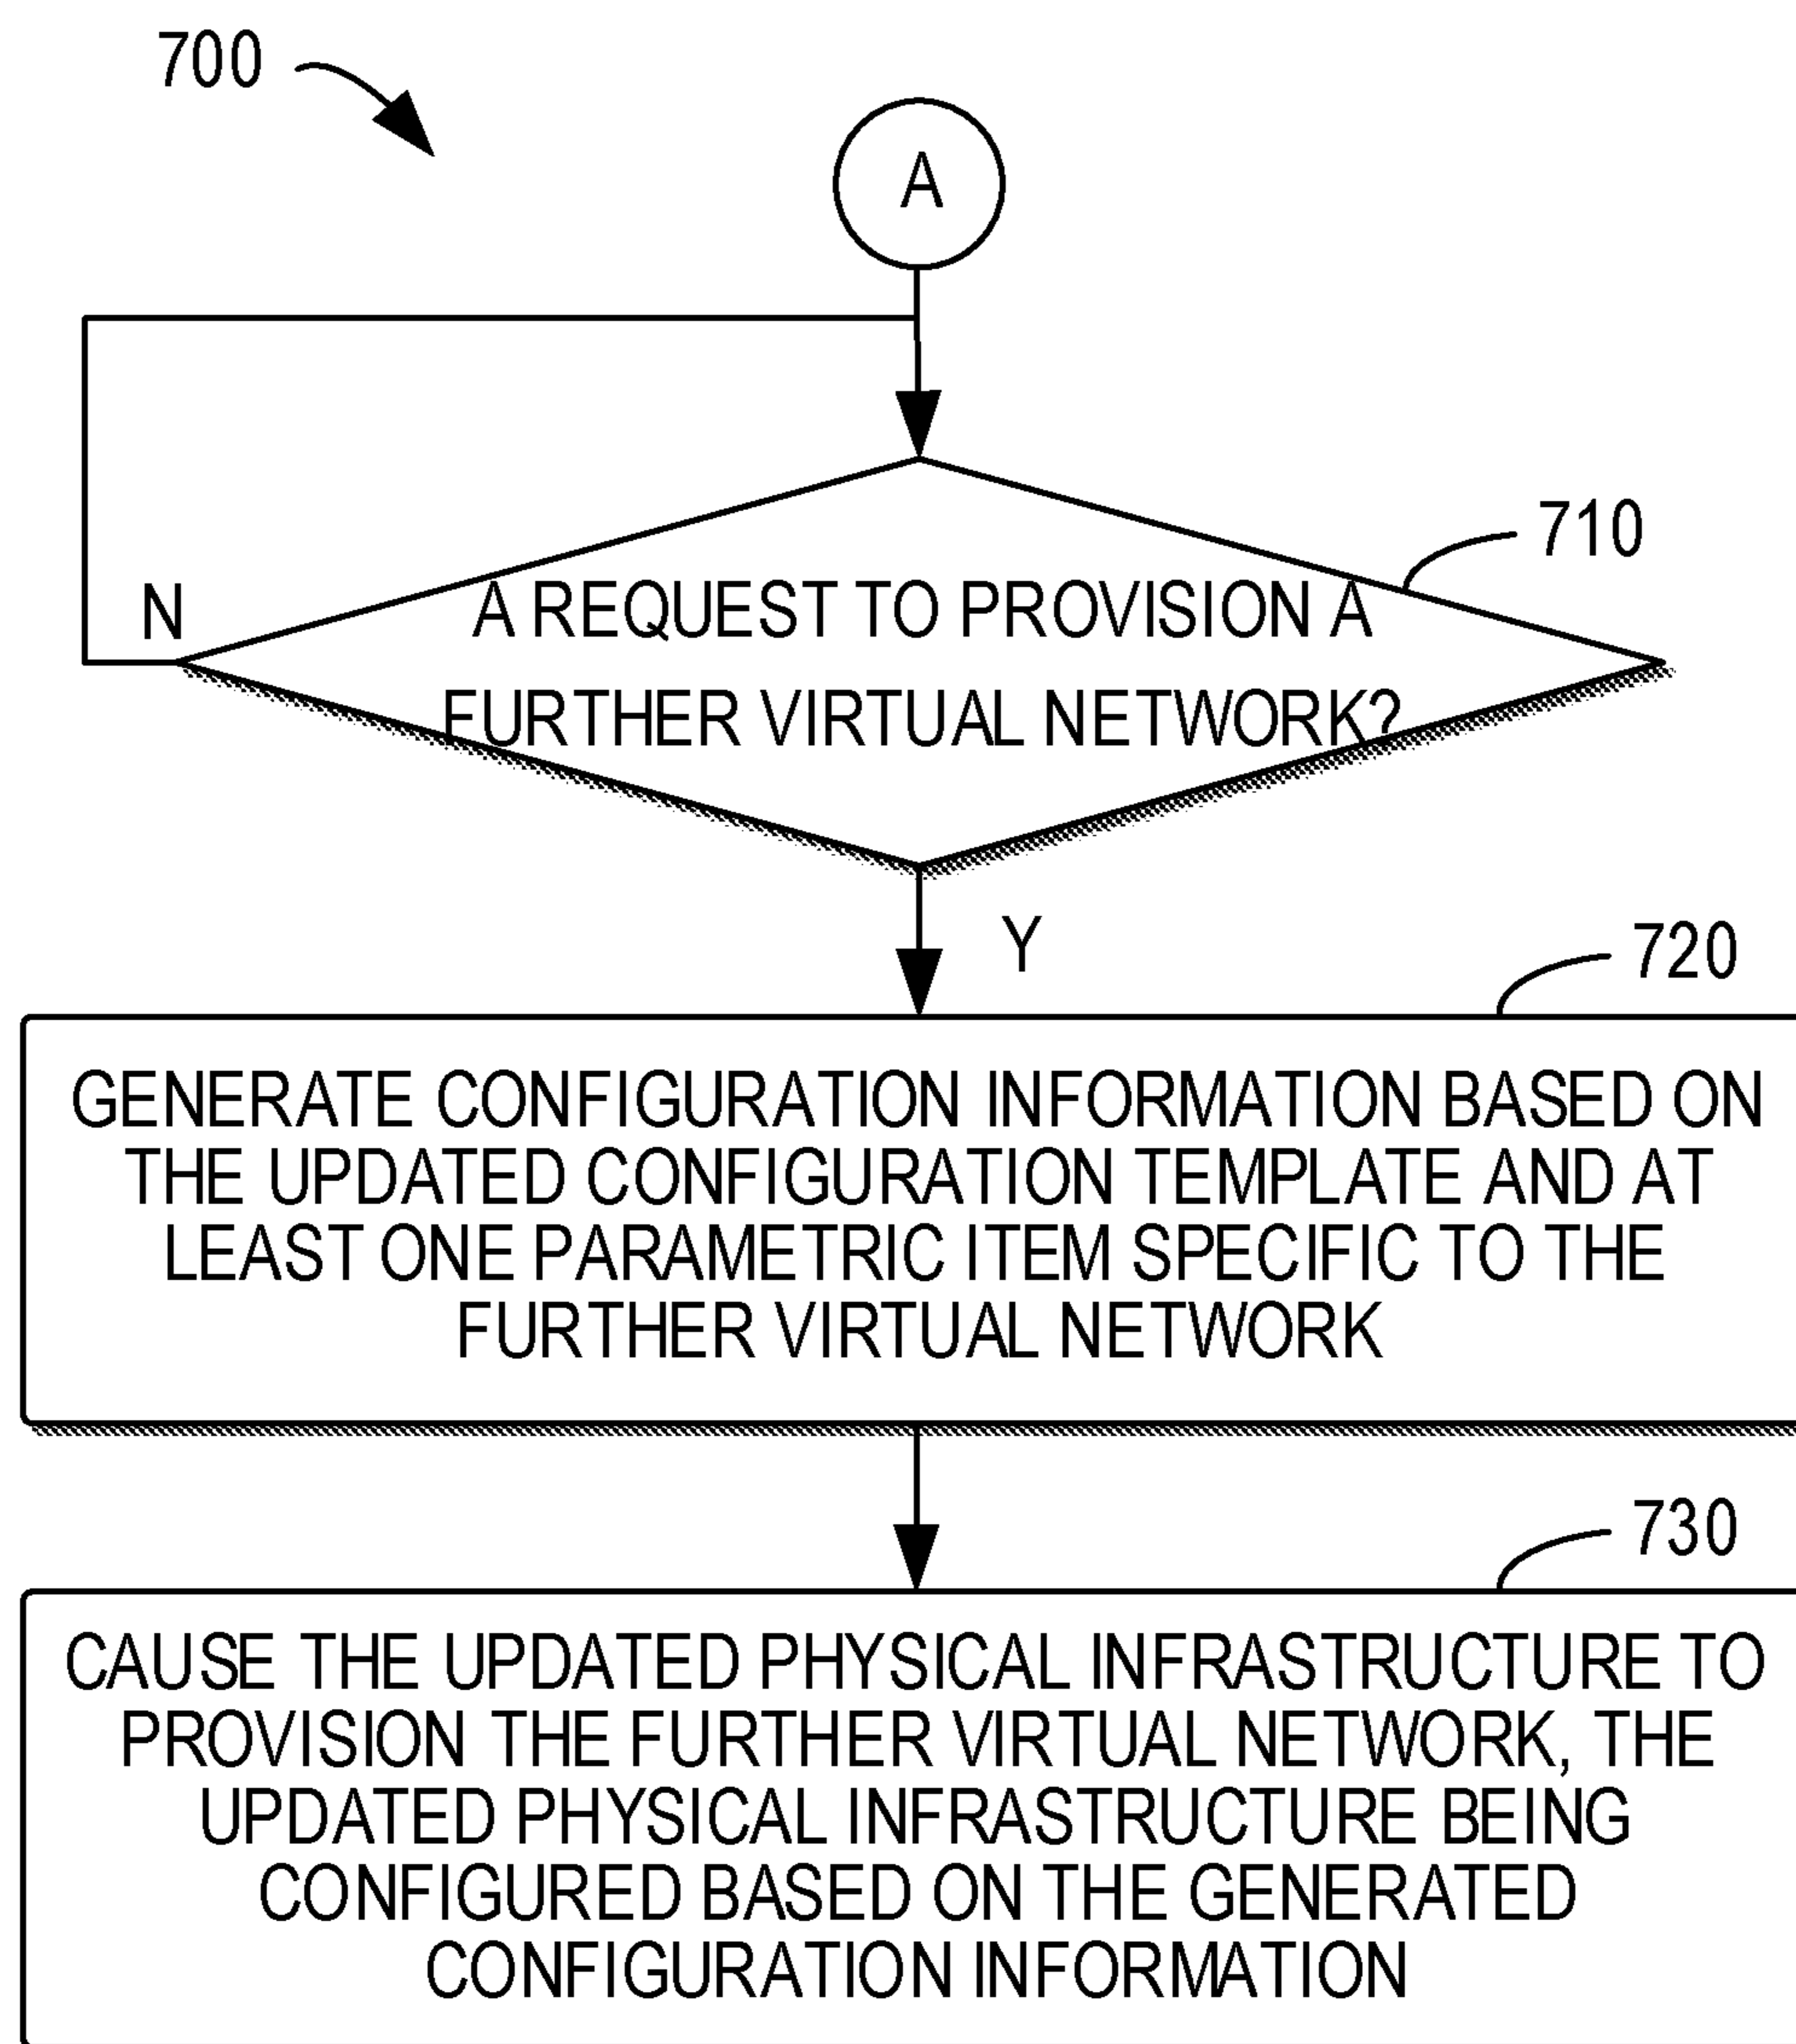 700
A
710
N
A REQUEST TO PROVISION A
FURTHER VIRTUAL NETWORK?
Y
720
GENERATE CONFIGURATION INFORMATION BASED ON
THE UPDATED CONFIGURATION TEMPLATE AND AT
LEAST ONE PARAMETRIC ITEM SPECIFIC TO THE
FURTHER VIRTUAL NETWORK
730
CAUSE THE UPDATED PHYSICAL INFRASTRUCTURE TO
PROVISION THE FURTHER VIRTUAL NETWORK, THE
UPDATED PHYSICAL INFRASTRUCTURE BEING
CONFIGURED BASED ON THE GENERATED
CONFIGURATION INFORMATION